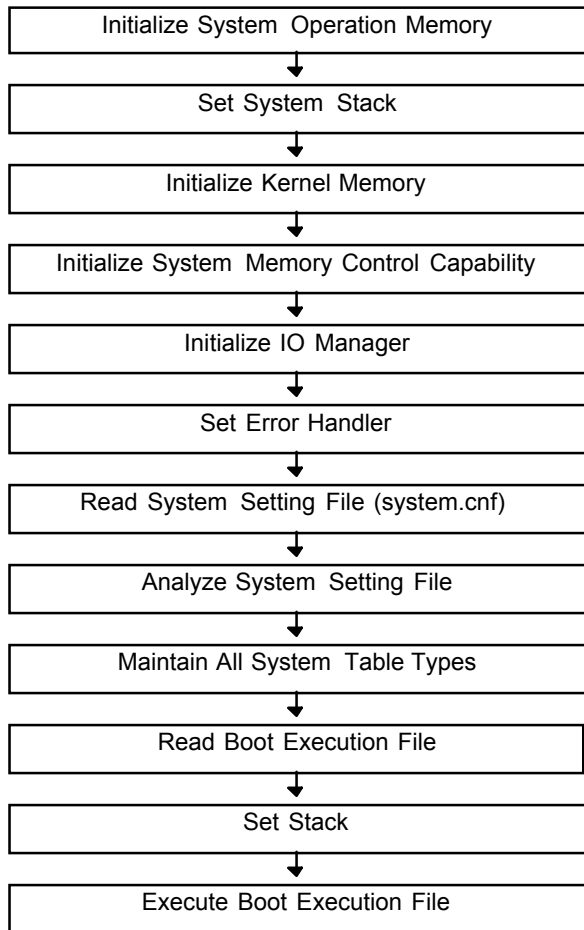 Initialize System Operation Memory
Set System Stack
Initialize Kernel Memory
Initialize System Memory Control Capability
Initialize IO Manager
Set Error Handler
Read System Setting File (system.cnf)
Analyze System Setting File
Maintain All System Table Types
Read Boot Execution File
Set Stack
Execute Boot Execution File